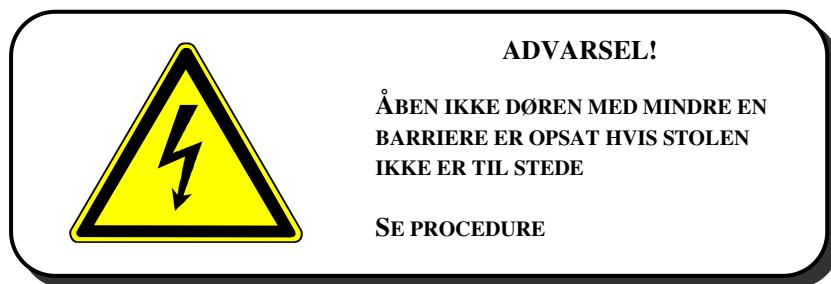 ADVARSEL!
ÅBEN IKKE DØREN MED MINDRE EN
BARRIERE ER OPSAT HVIS STOLEN
IKKE ER TIL STEDE
SE PROCEDURE